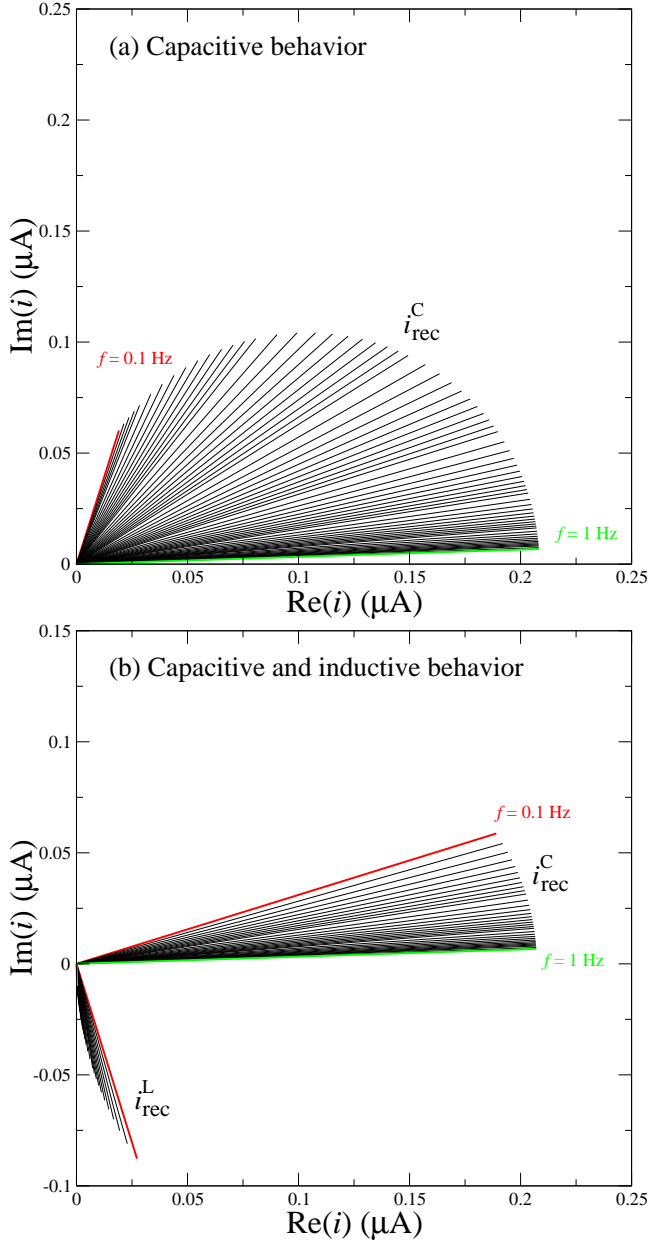 0.25
(a) Capacitive behavior
0.2
0.15
Im(i) (μA)
i_rec^C
0.1
f = 0.1 Hz
0.05
f = 1 Hz
0
0 0.05 0.1 0.15 0.2 0.25
Re(i) (μA)
0.15
(b) Capacitive and inductive behavior
0.1
f = 0.1 Hz
0.05
i_rec^C
Im(i) (μA)
0
f = 1 Hz
-0.05
i_rec^L
-0.1
0 0.05 0.1 0.15 0.2 0.25
Re(i) (μA)